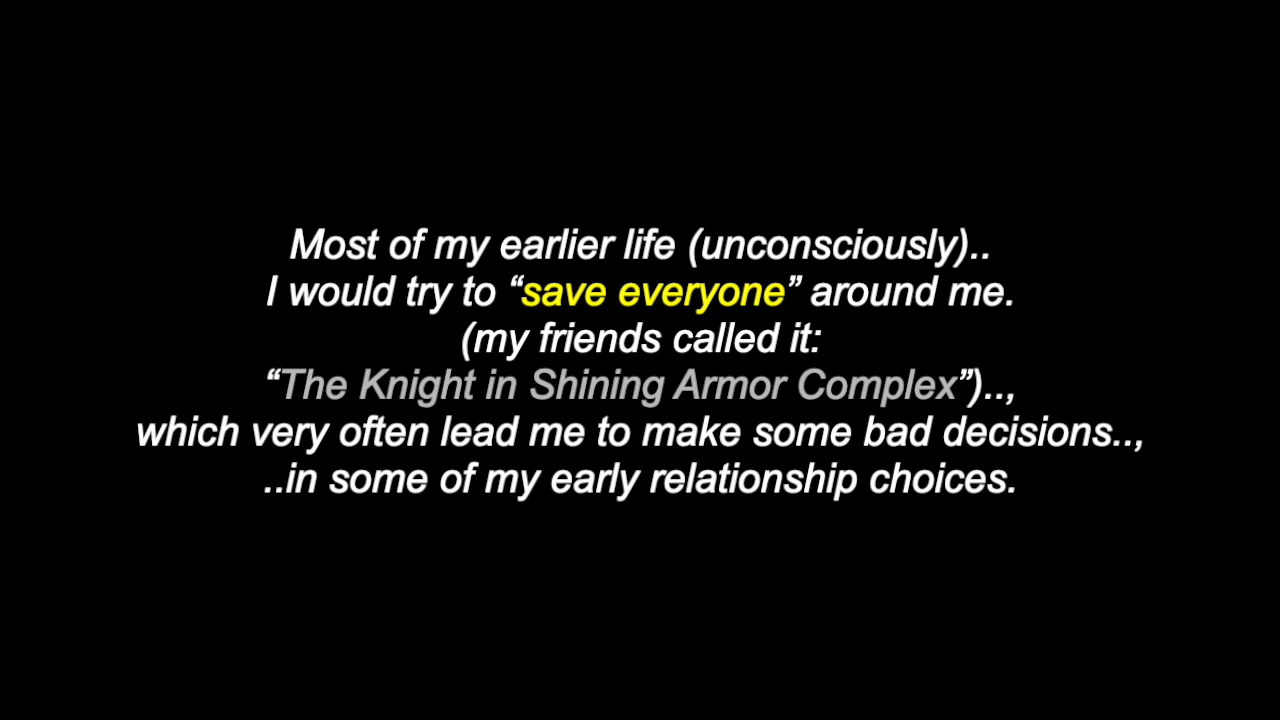 Most of my earlier life (unconsciously)..
I would try to “save everyone” around me.
(my friends called it:
“The Knight in Shining Armor Complex”)..,
which very often lead me to make some bad decisions..,
..in some of my early relationship choices.